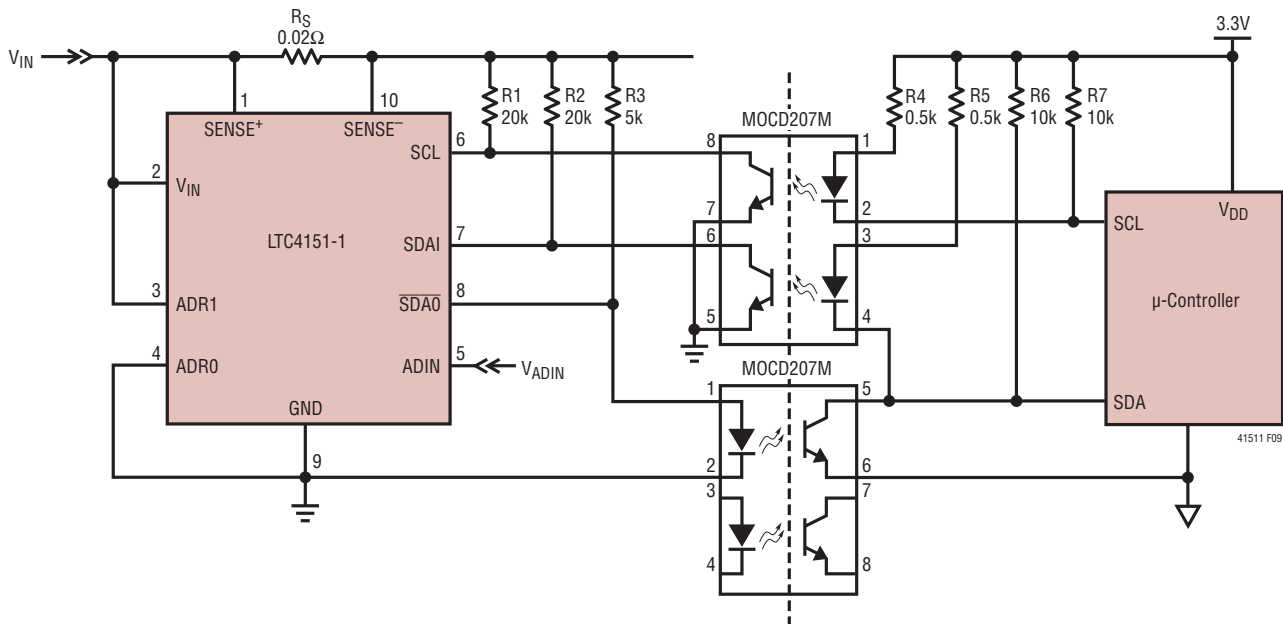 R_S
0.02Ω
V_IN
3.3V
1
10
SENSE+
SENSE−
R1
20k
R2
20k
R3
5k
MOCD207M
R4
0.5k
R5
0.5k
R6
10k
R7
10k
2
V_IN
LTC4151-1
SCL
6
8
1
7
2
SCL
V_DD
SDAI
7
6
3
3
ADR1
S̅D̅A̅0̅
8
5
4
µ-Controller
4
ADR0
ADIN
5
V_ADIN
MOCD207M
GND
9
1
5
SDA
41511 F09
2
6
3
7
4
8